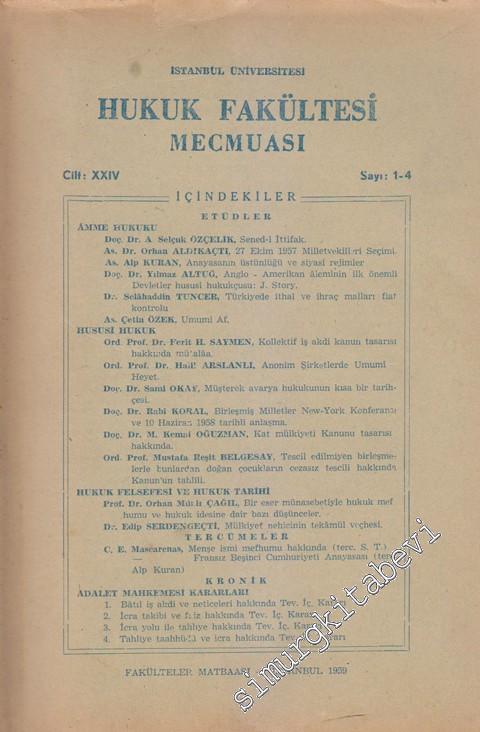 İSTANBUL ÜNİVERSİTESİ
HUKUK FAKÜLTESİ
MECMUASI
Cilt: XXIV Sayı: 1-4
İÇİNDEKİLER
ETÜDLER
ÂMME HUKUKU
Doç. Dr. A. Selçuk ÖZÇELİK, Sened-i İttifak.
As. Dr. Orhan ALDIKAÇTI, 27 Ekim 1957 Milletvekilleri Seçimi.
As. Alp KURAN, Anayasanın üstünlüğü ve siyasi rejimler
Doç. Dr. Yılmaz ALTUĞ, Anglo - Amerikan âleminin ilk önemli
Devletler hususi hukukçusu: J. Story.
Dr. Selâhaddin TUNCER, Türkiyede ithal ve ihraç malları fiat
kontrolu
As. Çetin ÖZEK, Umumi Af.
HUSUSİ HUKUK
Ord. Prof. Dr. Ferit H. SAYMEN, Kollektif iş akdi kanun tasarısı
hakkında mütalâa.
Ord. Prof. Dr. Halil ARSLANLI, Anonim Şirketlerde Umumi
Heyet.
Doç. Dr. Sami OKAY, Müşterek avarya hukukunun kısa bir tarih-
çesi.
Doç. Dr. Rabi KORAL, Birleşmiş Milletler New-York Konferansı
ve 10 Haziran 1958 tarihli anlaşma.
Doç. Dr. M. Kemal OĞUZMAN, Kat mülkiyeti Kanunu tasarısı
hakkında.
Ord. Prof. Mustafa Reşit BELGESAY, Tescil edilmiyen birleşme-
lerle bunlardan doğan çocukların cezasız tescili hakkında
Kanun'un tahlili.
HUKUK FELSEFESİ VE HUKUK TARİHİ
Prof. Dr. Orhan Münir ÇAĞIL, Bir eser münasebetiyle hukuk mef
humu ve hukuk idesine dair bazı düşünceler.
Dr. Edip SERDENGEÇTİ, Mülkiyet nehicinin tekâmül veçhesi.
TERCÜMELER
C. E. Mascarenas, Menşe ismi mefhumu hakkında (terc. S. T.)
— Fransız Beşinci Cumhuriyeti Anayasası (terc
Alp Kuran)
KRONİK
ADALET MAHKEMESİ KARARLARI
1. Bâtıl iş akdi ve neticeleri hakkında Tev. İç. Kararı
2. İcra takibi ve faiz hakkında Tev. İç. Kararı
3. İcra yolu ile tahliye hakkında Tev. İç. Kararı
4. Tahliye taahhüdü ve icra hakkında Tev. İç. Kararları
FAKÜLTELER MATBAASI İSTANBUL 1959
simurgkitabevi